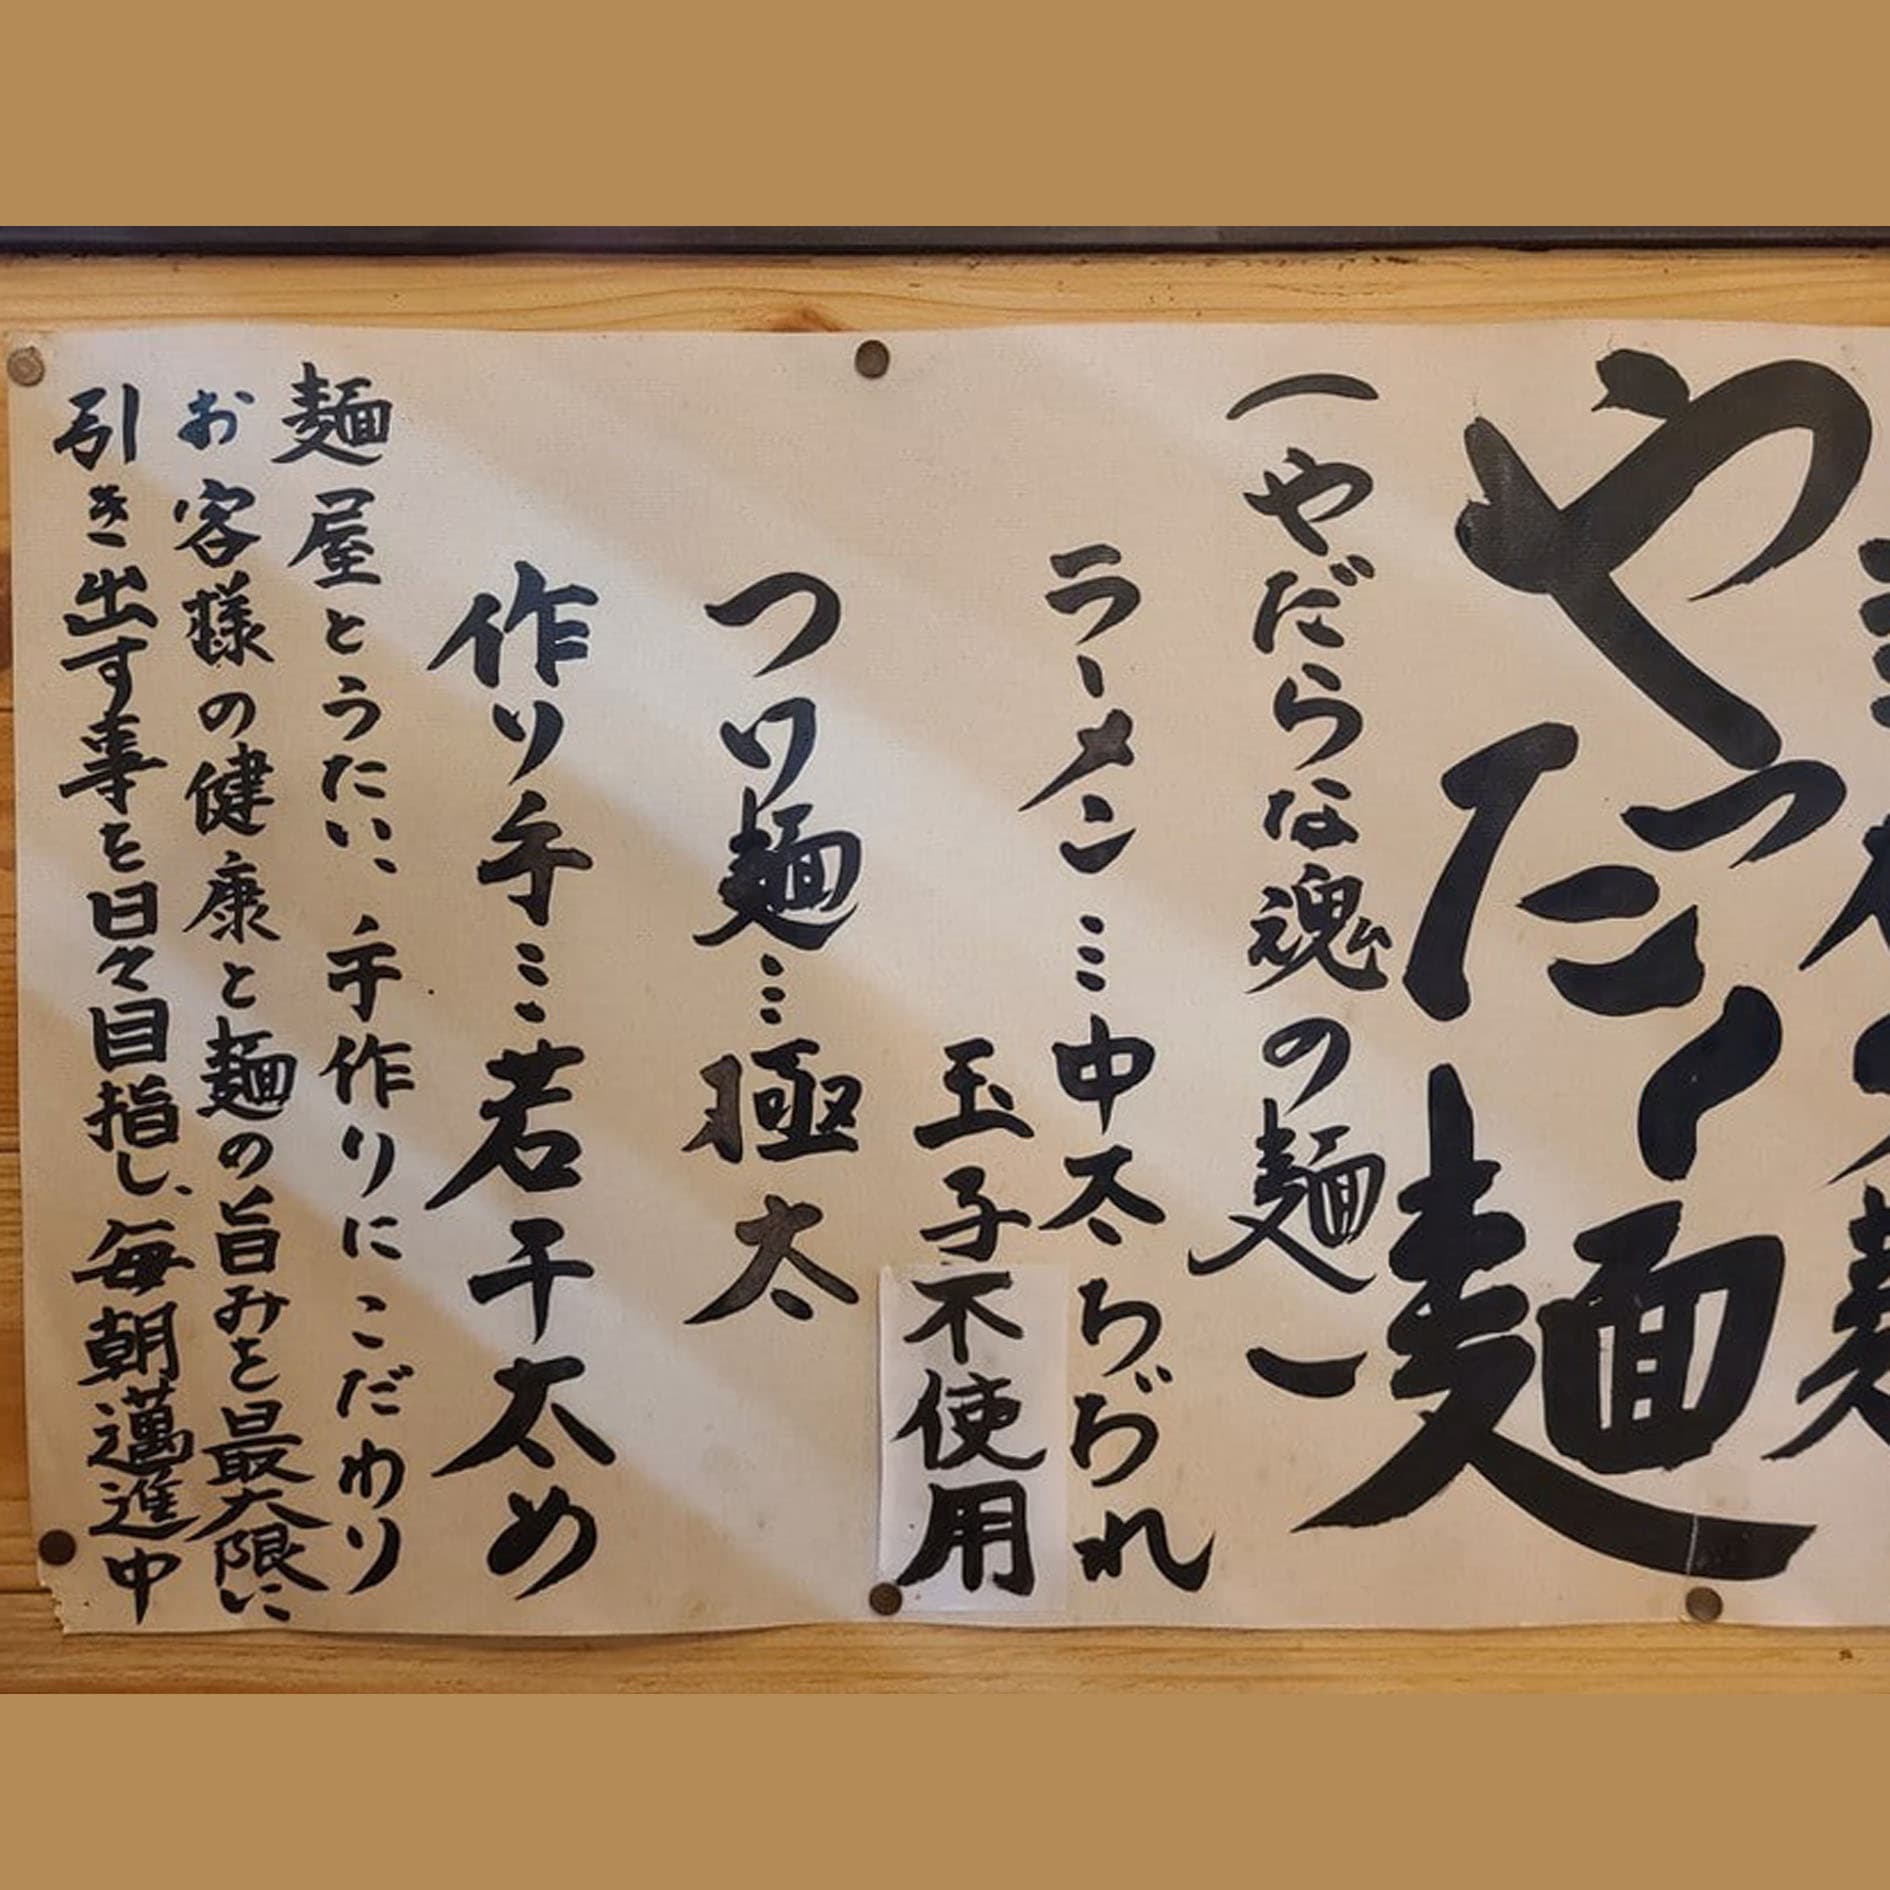 やったー麺
ーやだらな魂の麺ー
ラーメン…中太ちぢれ
玉子不使用
つけ麺…極太
作り手…若干太め
麺屋とうたい、手作りにこだわり
お客様の健康と麺の旨みを最大限に
引き出す事を日々目指し、毎朝邁進中